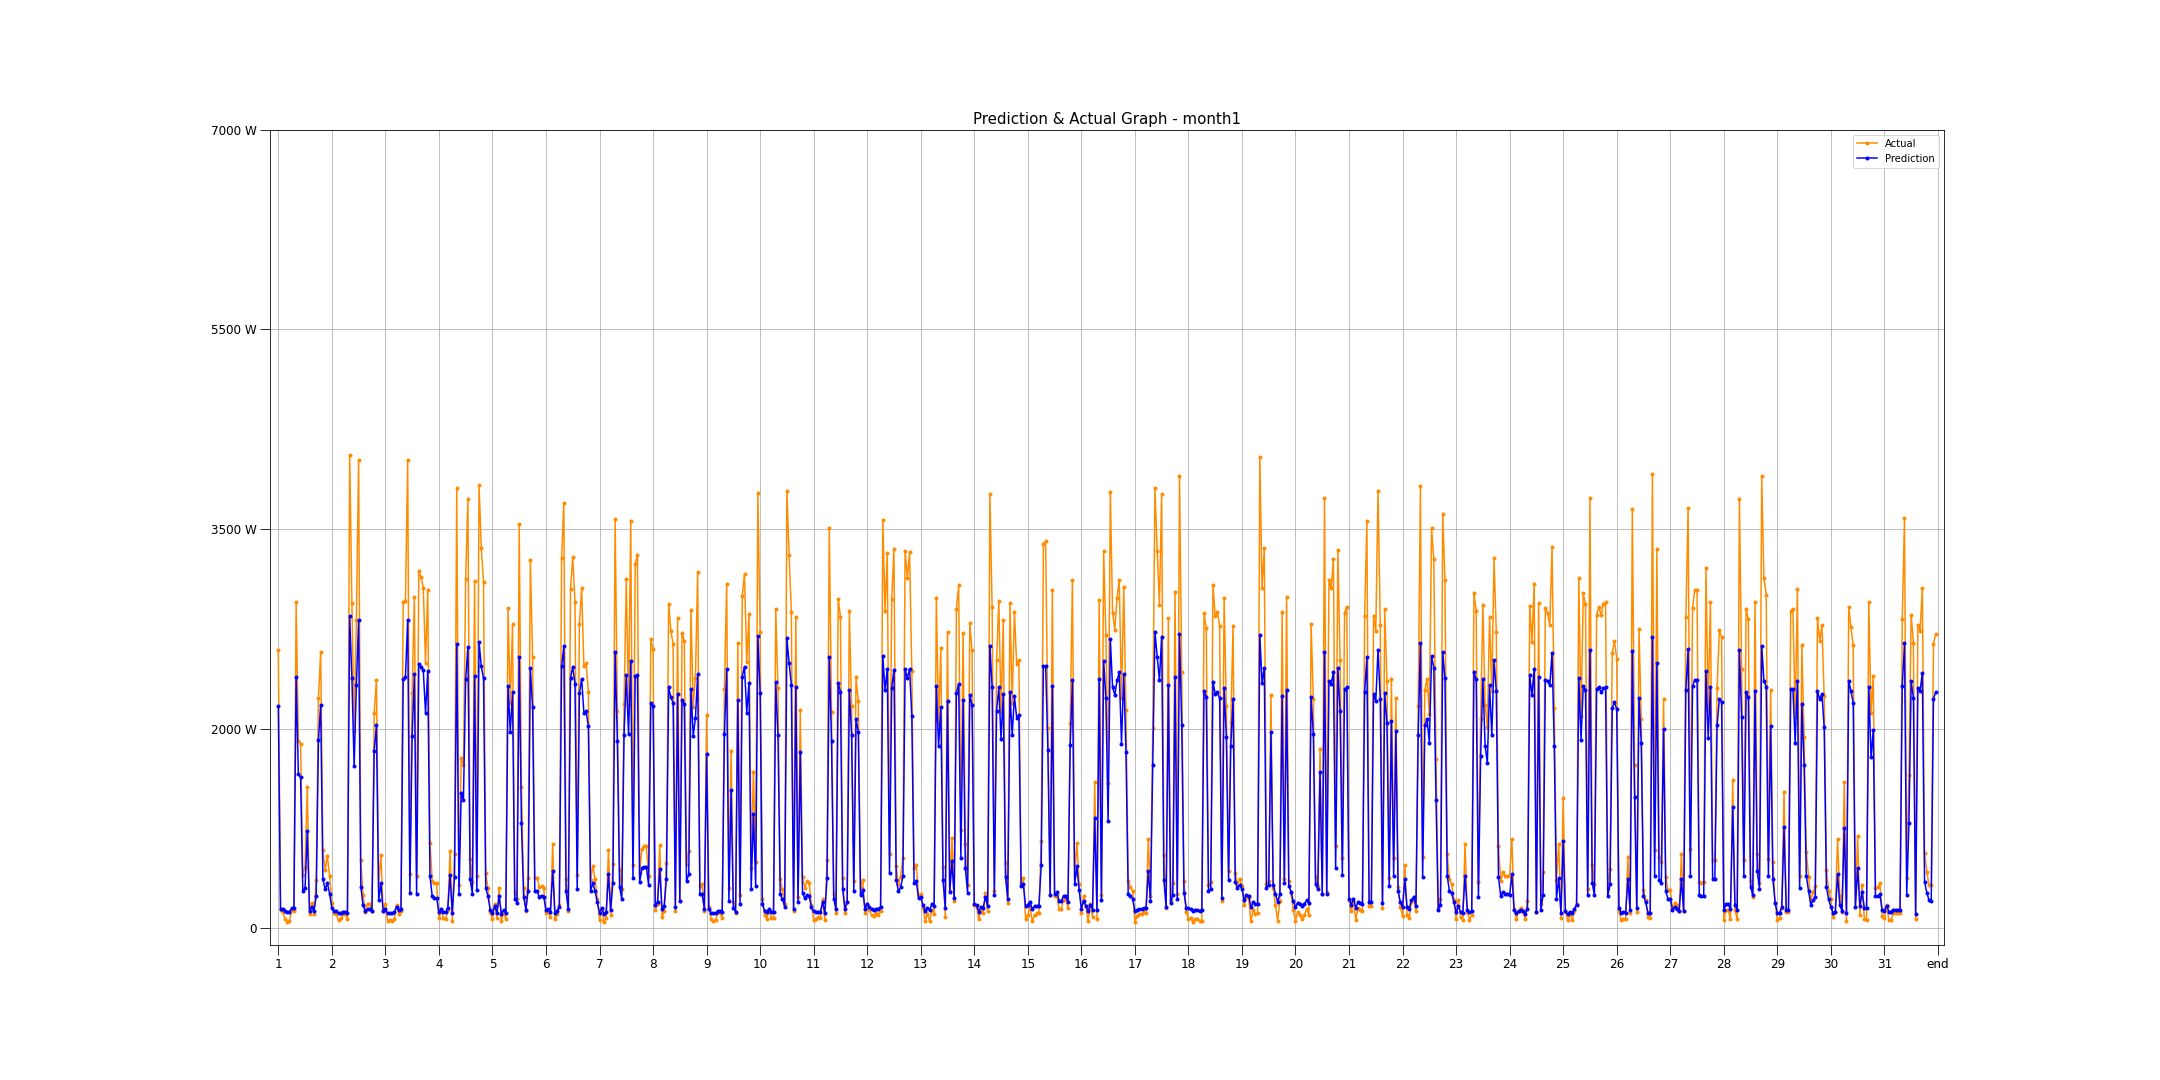 Prediction & Actual Graph - month1
7000 W
5500 W
3500 W
2000 W
0
Actual
Prediction
1 2 3 4 5 6 7 8 9 10 11 12 13 14 15 16 17 18 19 20 21 22 23 24 25 26 27 28 29 30 31 end